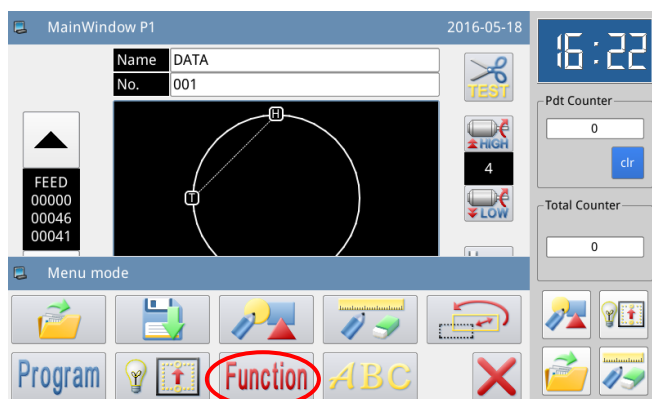 MainWindow P1
2016-05-18
16:22
Name DATA
No. 001
TEST
H
T
FEED
00000
00046
00041
HIGH
4
LOW
Pdt Counter
0
clr
Total Counter
0
Menu mode
Program
Function
ABC